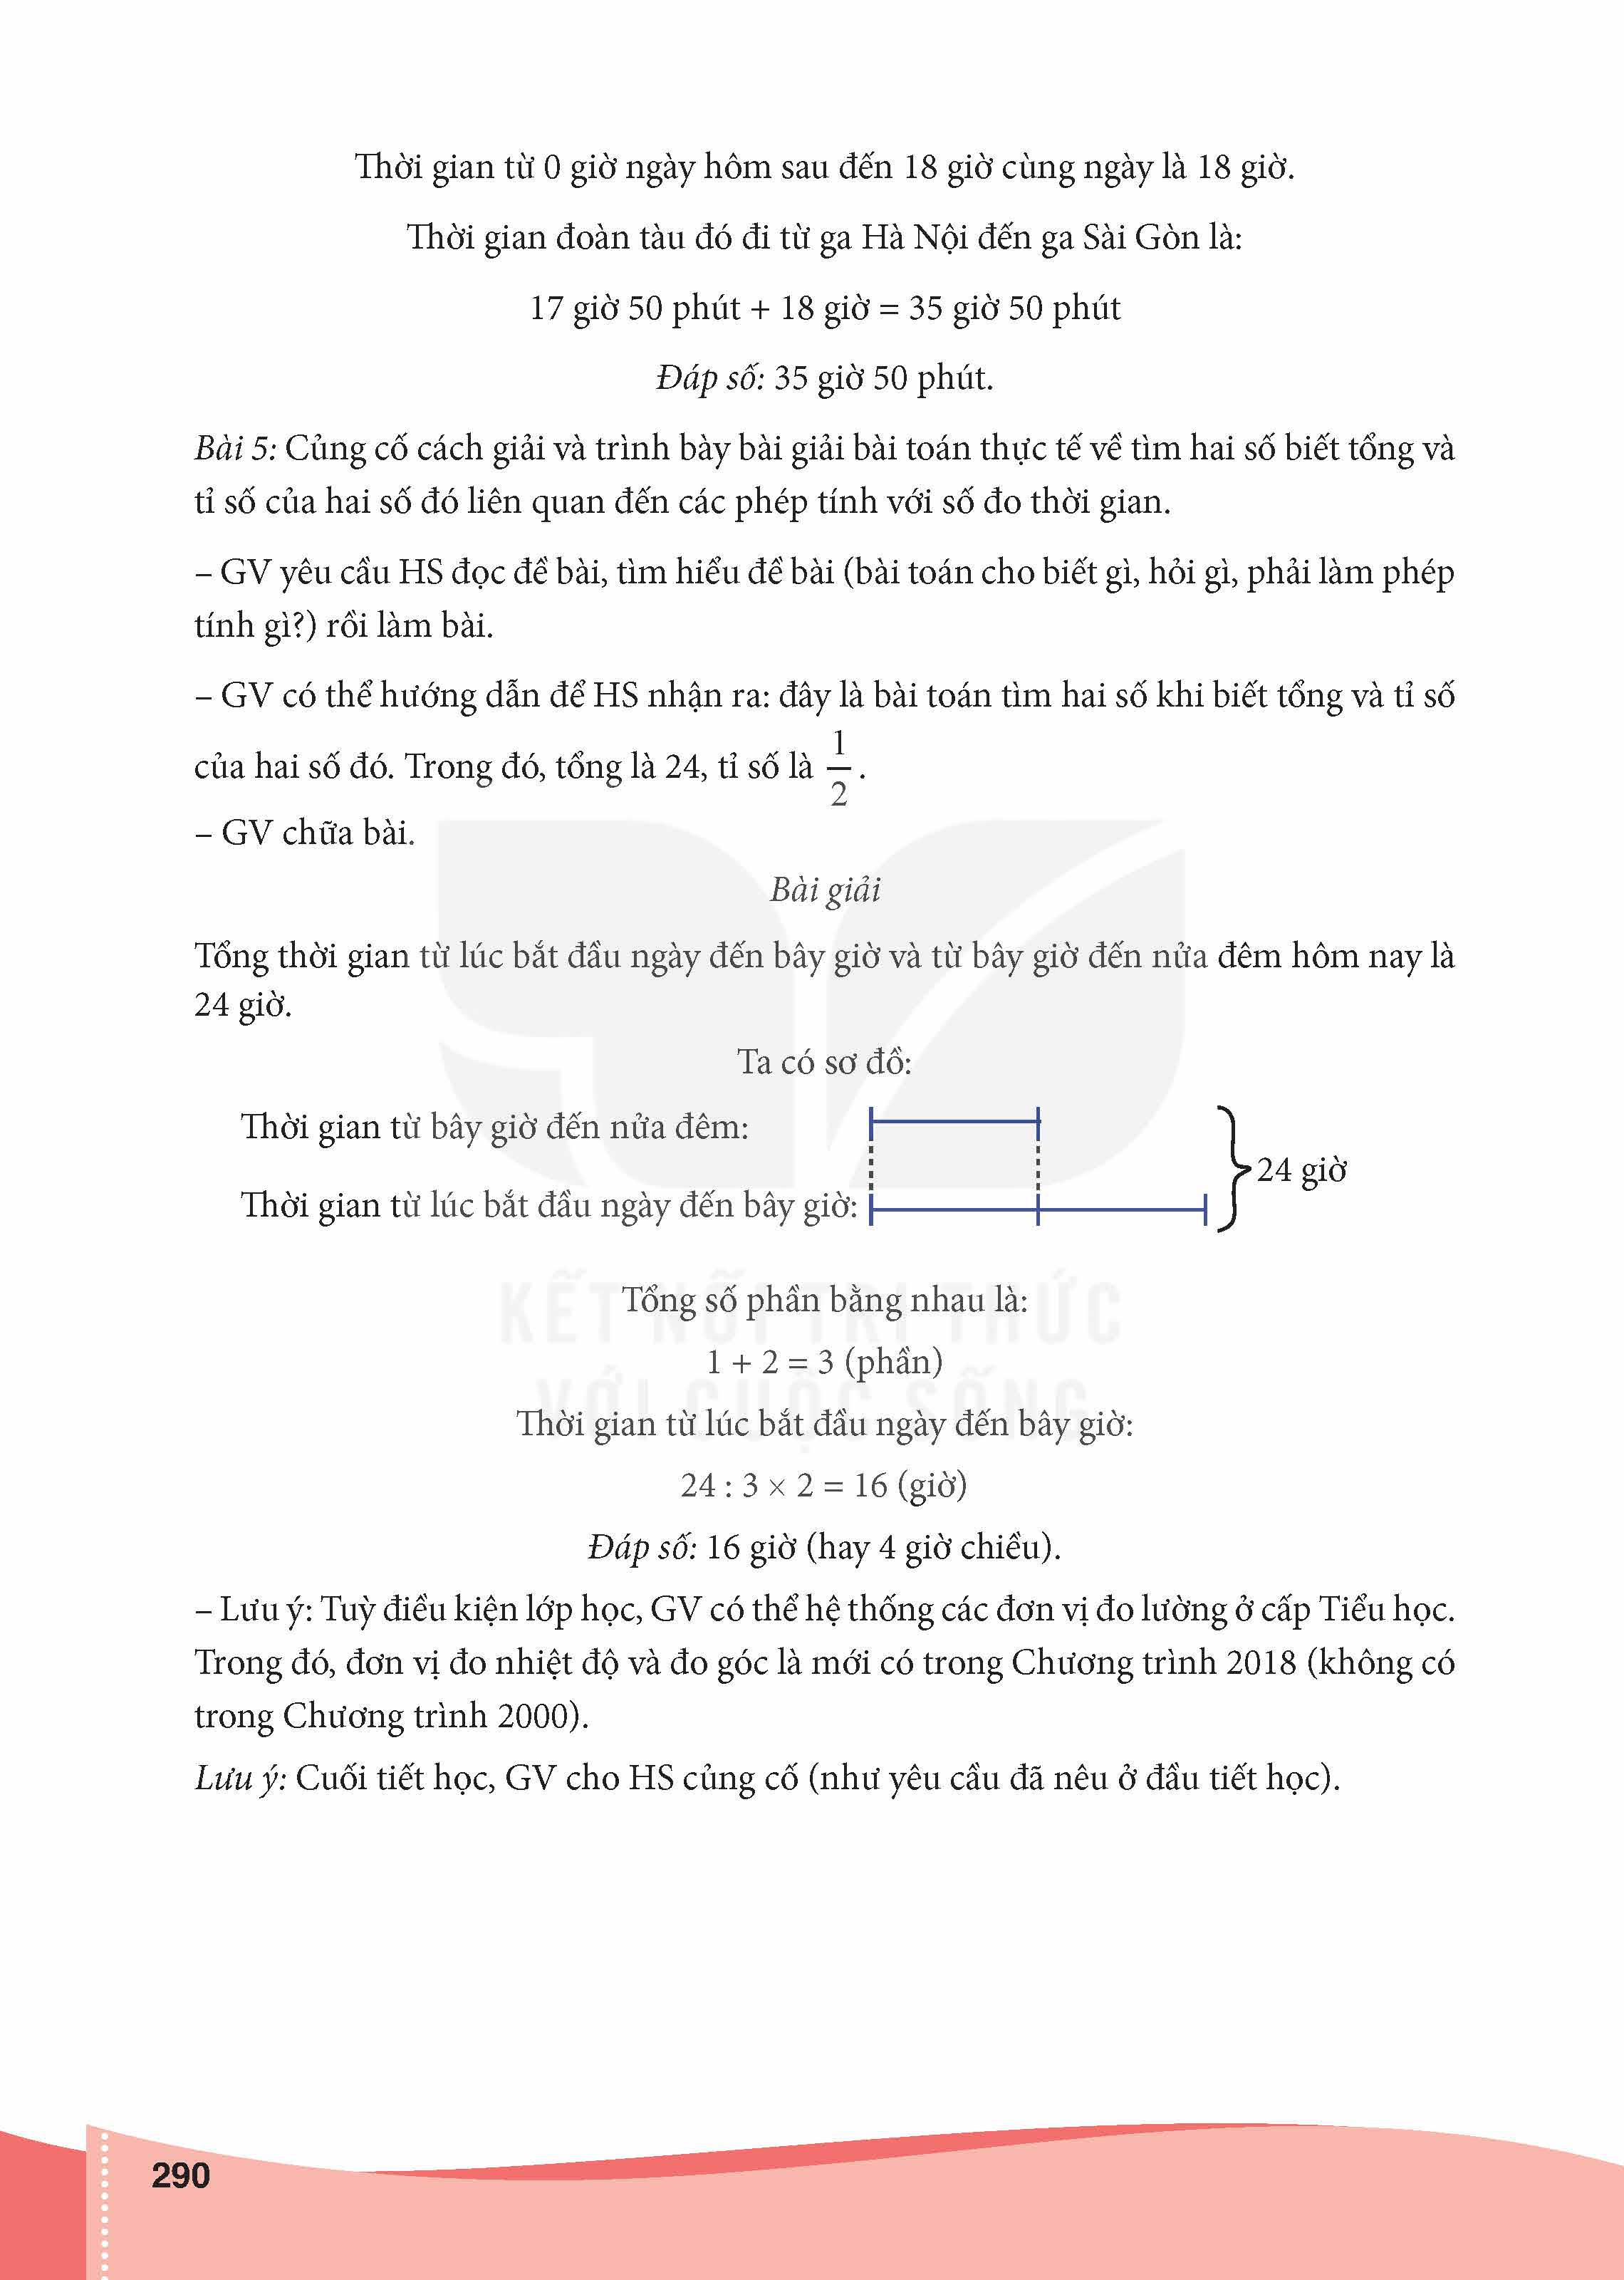 Thời gian từ 0 giờ ngày hôm sau đến 18 giờ cùng ngày là 18 giờ.
Thời gian đoàn tàu đó đi từ ga Hà Nội đến ga Sài Gòn là:
17 giờ 50 phút + 18 giờ = 35 giờ 50 phút
Đáp số: 35 giờ 50 phút.
Bài 5: Củng cố cách giải và trình bày bài giải bài toán thực tế về tìm hai số biết tổng và
tỉ số của hai số đó liên quan đến các phép tính với số đo thời gian.
– GV yêu cầu HS đọc đề bài, tìm hiểu đề bài (bài toán cho biết gì, hỏi gì, phải làm phép
tính gì?) rồi làm bài.
– GV có thể hướng dẫn để HS nhận ra: đây là bài toán tìm hai số khi biết tổng và tỉ số
của hai số đó. Trong đó, tổng là 24, tỉ số là 1/2.
– GV chữa bài.
Bài giải
Tổng thời gian từ lúc bắt đầu ngày đến bây giờ và từ bây giờ đến nửa đêm hôm nay là
24 giờ.
Ta có sơ đồ:
Thời gian từ bây giờ đến nửa đêm:
24 giờ
Thời gian từ lúc bắt đầu ngày đến bây giờ:
KẾT NỐI TRI THỨC
Tổng số phần bằng nhau là:
1 + 2 = 3 (phần)
VỚI CUỘC SỐNG
Thời gian từ lúc bắt đầu ngày đến bây giờ:
24 : 3 × 2 = 16 (giờ)
Đáp số: 16 giờ (hay 4 giờ chiều).
– Lưu ý: Tuỳ điều kiện lớp học, GV có thể hệ thống các đơn vị đo lường ở cấp Tiểu học.
Trong đó, đơn vị đo nhiệt độ và đo góc là mới có trong Chương trình 2018 (không có
trong Chương trình 2000).
Lưu ý: Cuối tiết học, GV cho HS củng cố (như yêu cầu đã nêu ở đầu tiết học).
290